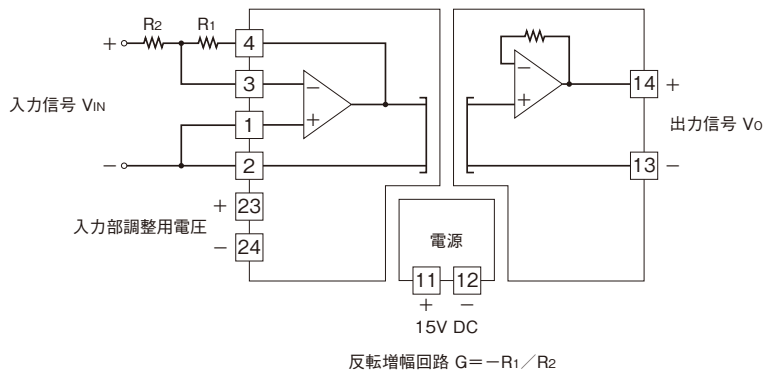 R2 R1
+ 4
3 −
入力信号 VIN
1 +
− 2
+ 23
入力部調整用電圧
− 24
−
+
14 +
出力信号 VO
13 −
電源
11 12
+ −
15V DC
反転増幅回路 G=−R1/R2